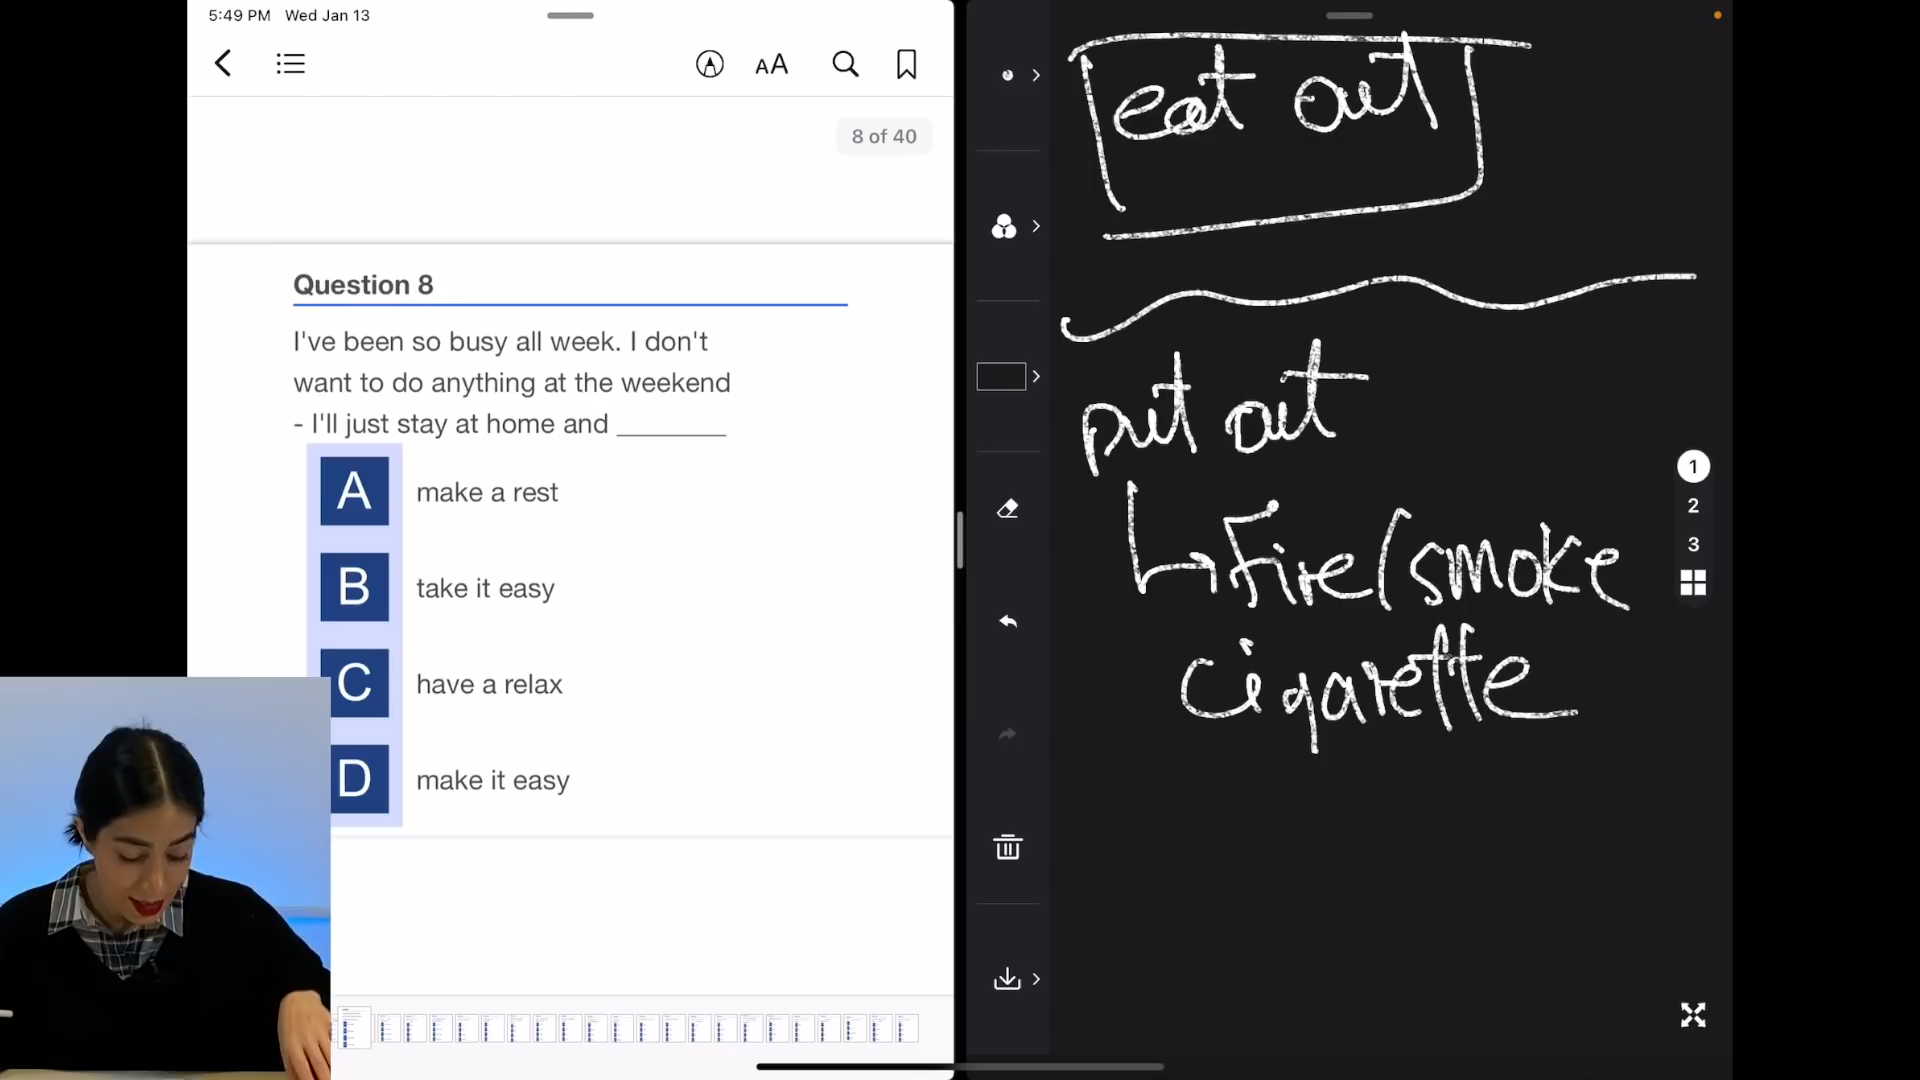 5:49 PM Wed Jan 13
AA
8 of 40
Question 8
I've been so busy all week. I don't
want to do anything at the weekend
- I'll just stay at home and ________
A make a rest
B take it easy
C have a relax
D make it easy
eat out
put out
Fire/smoke
cigarette
1
2
3